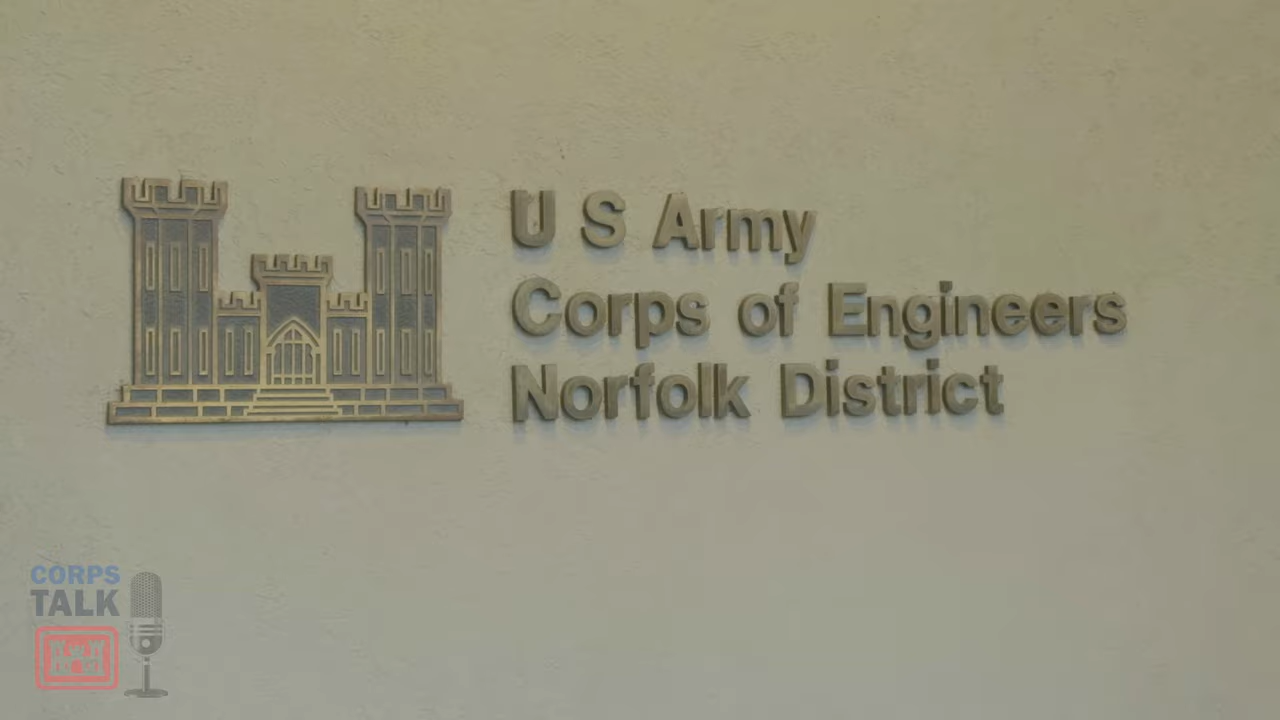 U S Army
Corps of Engineers
Norfolk District
CORPS
TALK